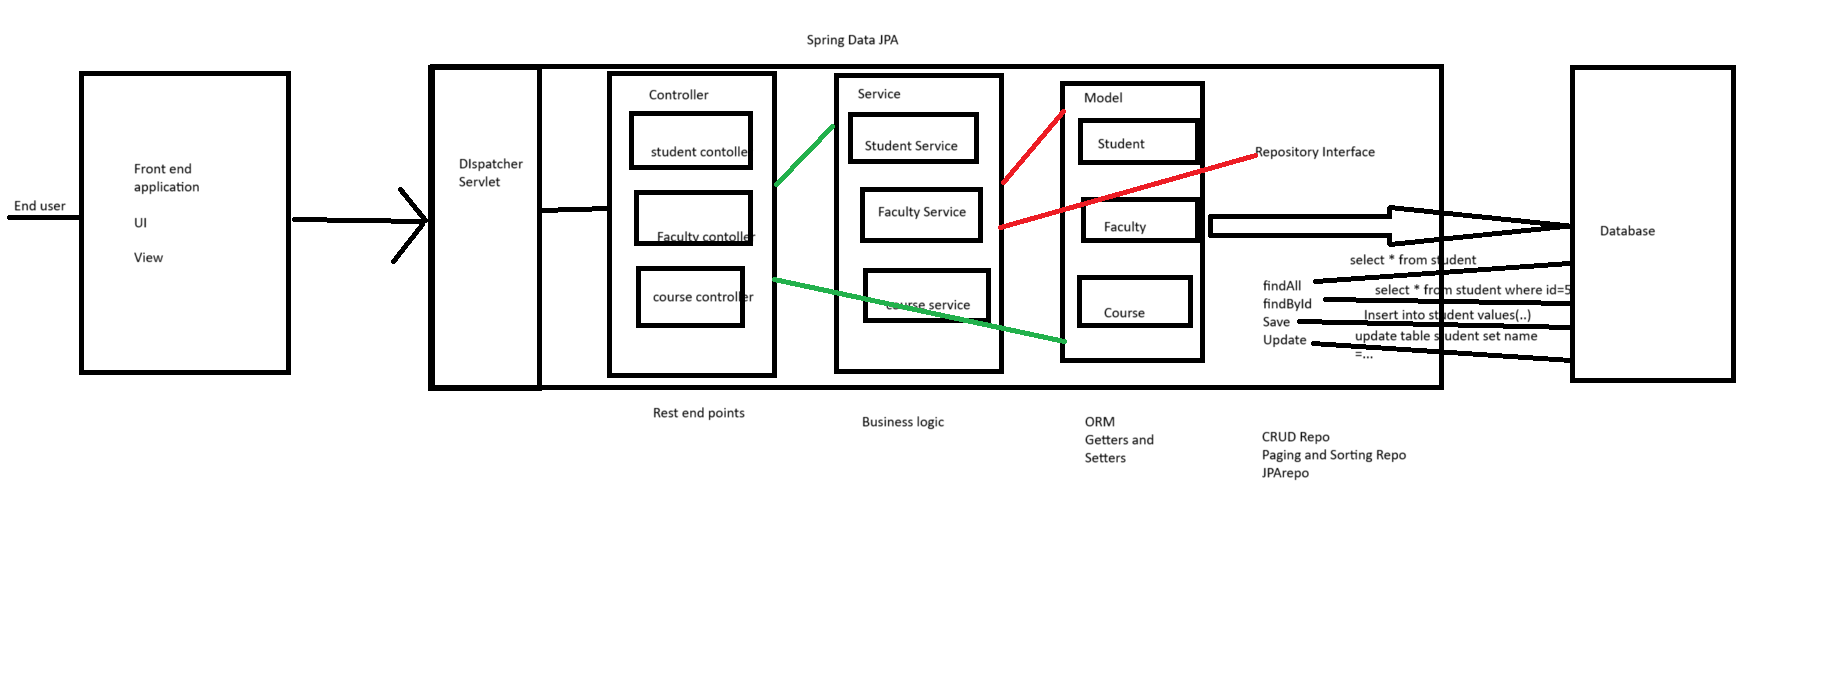 Spring Data JPA
End user
Front end
application
UI
View
DIspatcher
Servlet
Controller
student contolle
Faculty contoller
course controller
Rest end points
Service
Student Service
Faculty Service
course service
Business logic
Model
Student
Faculty
Course
ORM
Getters and
Setters
Repository Interface
findAll
findById
Save
Update
select * from student
select * from student where id=5
Insert into student values(..)
update table student set name
=...
CRUD Repo
Paging and Sorting Repo
JPArepo
Database